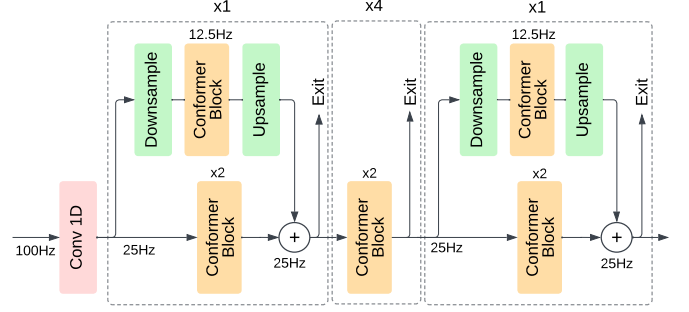 x1
x4
x1
12.5Hz
12.5Hz
Downsample
Conformer
Block
Upsample
Exit
Exit
Downsample
Conformer
Block
Upsample
Exit
x2
x2
x2
Conv 1D
Conformer
Block
+
Conformer
Block
Conformer
Block
+
100Hz
25Hz
25Hz
25Hz
25Hz